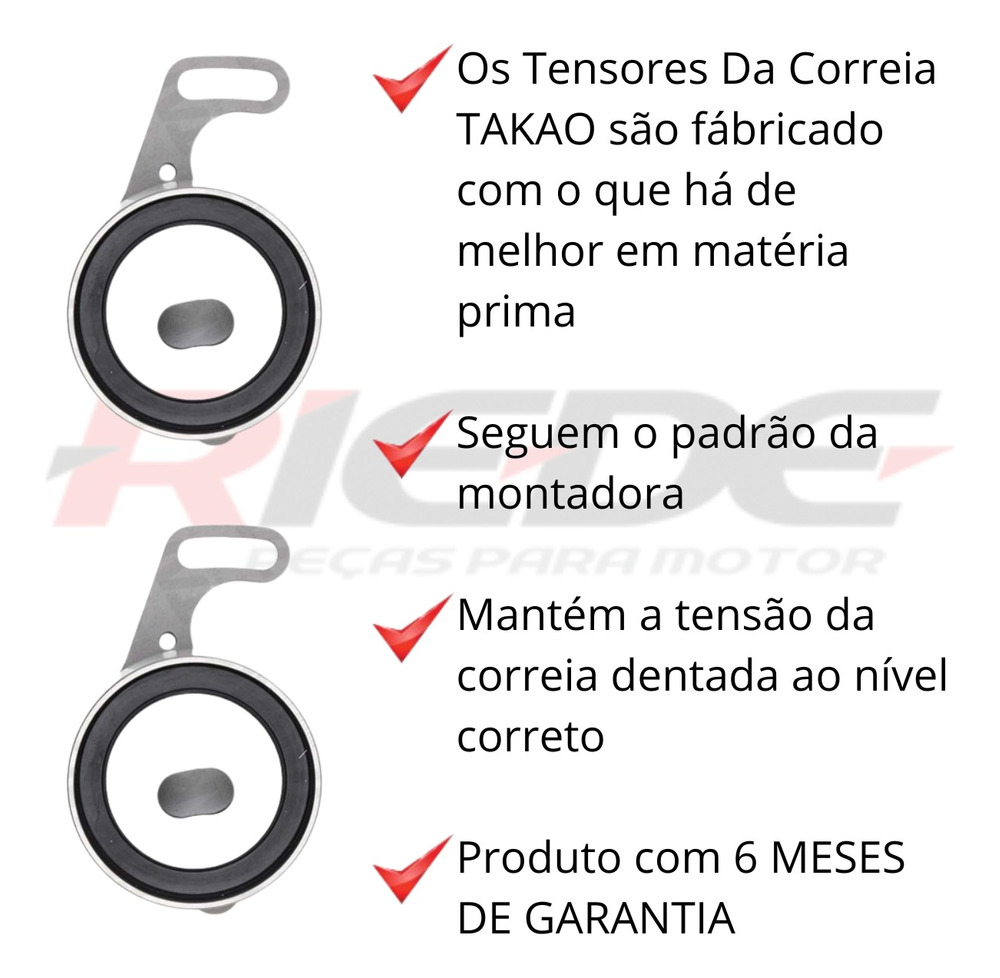 Os Tensores Da Correia
TAKAO são fábricado
com o que há de
melhor em matéria
prima
RIEDE
Seguem o padrão da
montadora
PEÇAS PARA MOTOR
Mantém a tensão da
correia dentada ao nível
correto
Produto com 6 MESES
DE GARANTIA